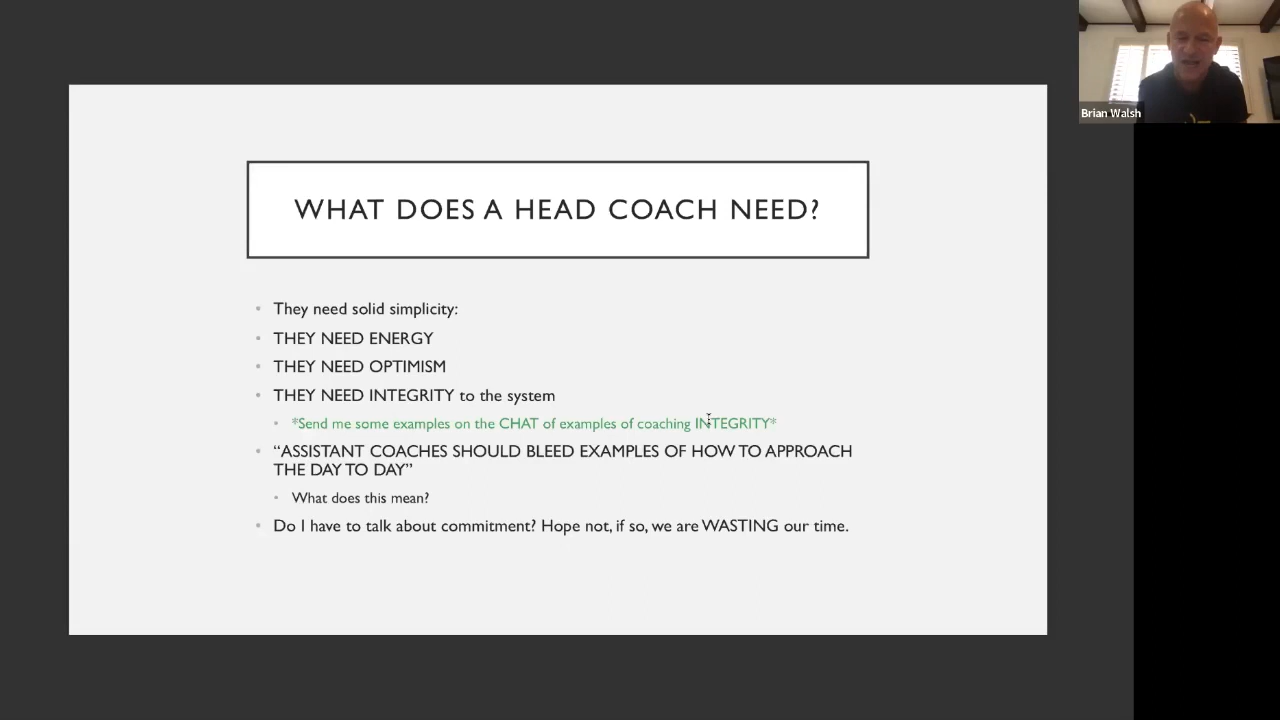 WHAT DOES A HEAD COACH NEED?
They need solid simplicity:
THEY NEED ENERGY
THEY NEED OPTIMISM
THEY NEED INTEGRITY to the system
*Send me some examples on the CHAT of examples of coaching INTEGRITY*
“ASSISTANT COACHES SHOULD BLEED EXAMPLES OF HOW TO APPROACH
THE DAY TO DAY”
What does this mean?
Do I have to talk about commitment? Hope not, if so, we are WASTING our time.
Brian Walsh